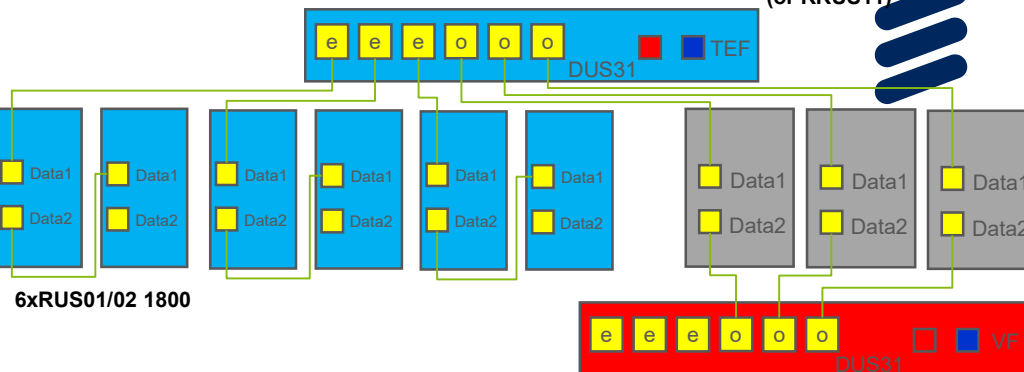 e e e o o o TEF
DUS31
Data1 Data1 Data1 Data1 Data1 Data1 Data1 Data1 Data1
Data2 Data2 Data2 Data2 Data2 Data2 Data2 Data2 Data2
6xRUS01/02 1800
e e e o o o VF
DUS31